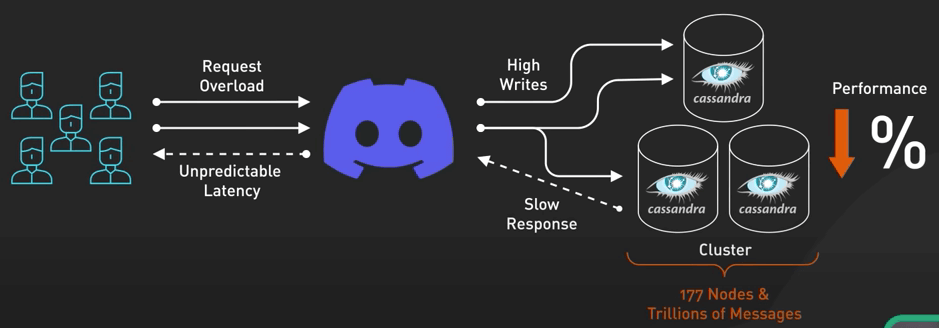 Request
Overload
Unpredictable
Latency
High
Writes
Slow
Response
cassandra
cassandra
cassandra
Cluster
177 Nodes &
Trillions of Messages
Performance
%